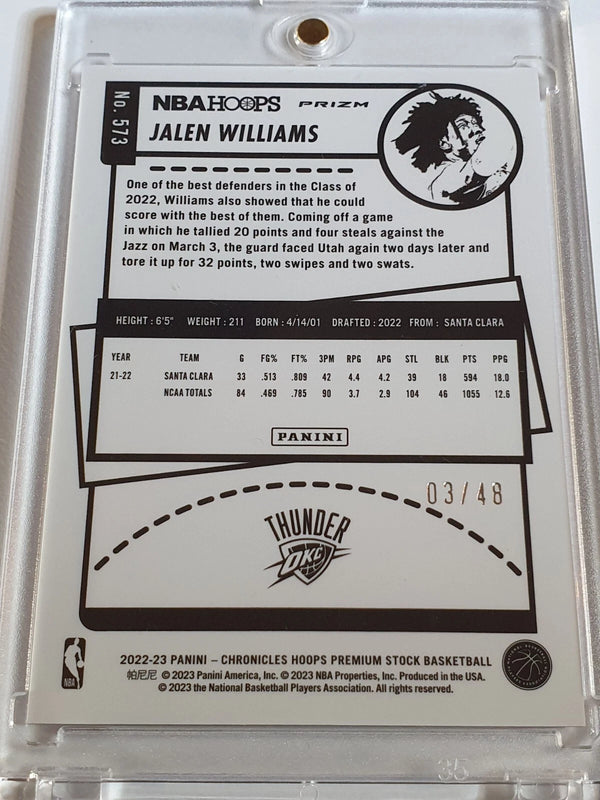 No. 573
NBA HOOPS PRIZM
JALEN WILLIAMS
One of the best defenders in the Class of
2022, Williams also showed that he could
score with the best of them. Coming off a game
in which he tallied 20 points and four steals against the
Jazz on March 3, the guard faced Utah again two days later and
tore it up for 32 points, two swipes and two swats.
HEIGHT : 6'5" WEIGHT : 211 BORN : 4/14/01 DRAFTED : 2022 FROM : SANTA CLARA
YEAR TEAM G FG% FT% 3PM RPG APG STL BLK PTS PPG
21-22 SANTA CLARA 33 .513 .809 42 4.4 4.2 39 18 594 18.0
NCAA TOTALS 84 .469 .785 90 3.7 2.9 104 46 1055 12.6
PANINI
03/48
THUNDER
OKC
2022-23 PANINI – CHRONICLES HOOPS PREMIUM STOCK BASKETBALL
帕尼尼 © 2023 Panini America, Inc. © 2023 NBA Properties, Inc. Produced in the USA.
© 2023 the National Basketball Players Association. All rights reserved.
NBA
35